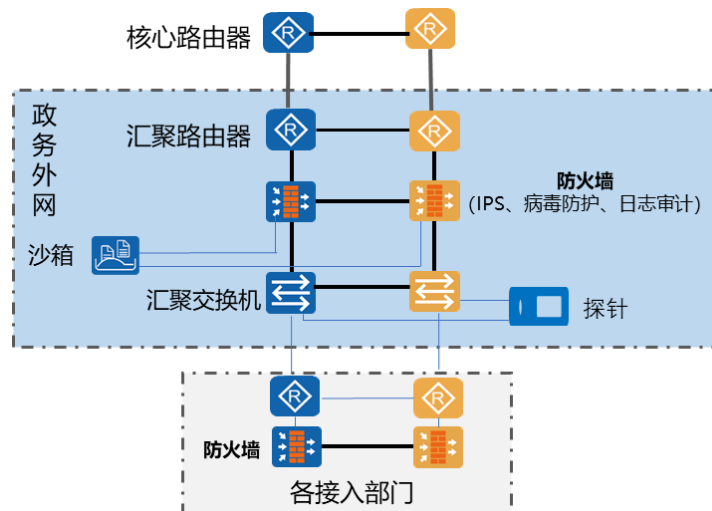 核心路由器
R
R
政务外网
汇聚路由器
R
R
防火墙
(IPS、病毒防护、日志审计)
沙箱
汇聚交换机
探针
R
R
防火墙
各接入部门